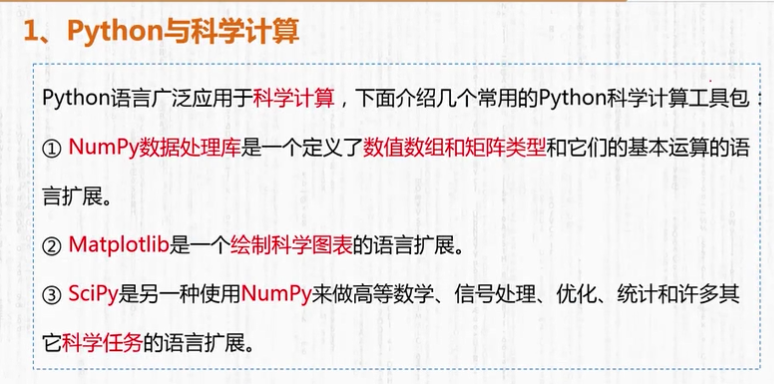 1、Python与科学计算
Python语言广泛应用于科学计算，下面介绍几个常用的Python科学计算工具包：
① NumPy数据处理库是一个定义了数值数组和矩阵类型和它们的基本运算的语
言扩展。
② Matplotlib是一个绘制科学图表的语言扩展。
③ SciPy是另一种使用NumPy来做高等数学、信号处理、优化、统计和许多其
它科学任务的语言扩展。